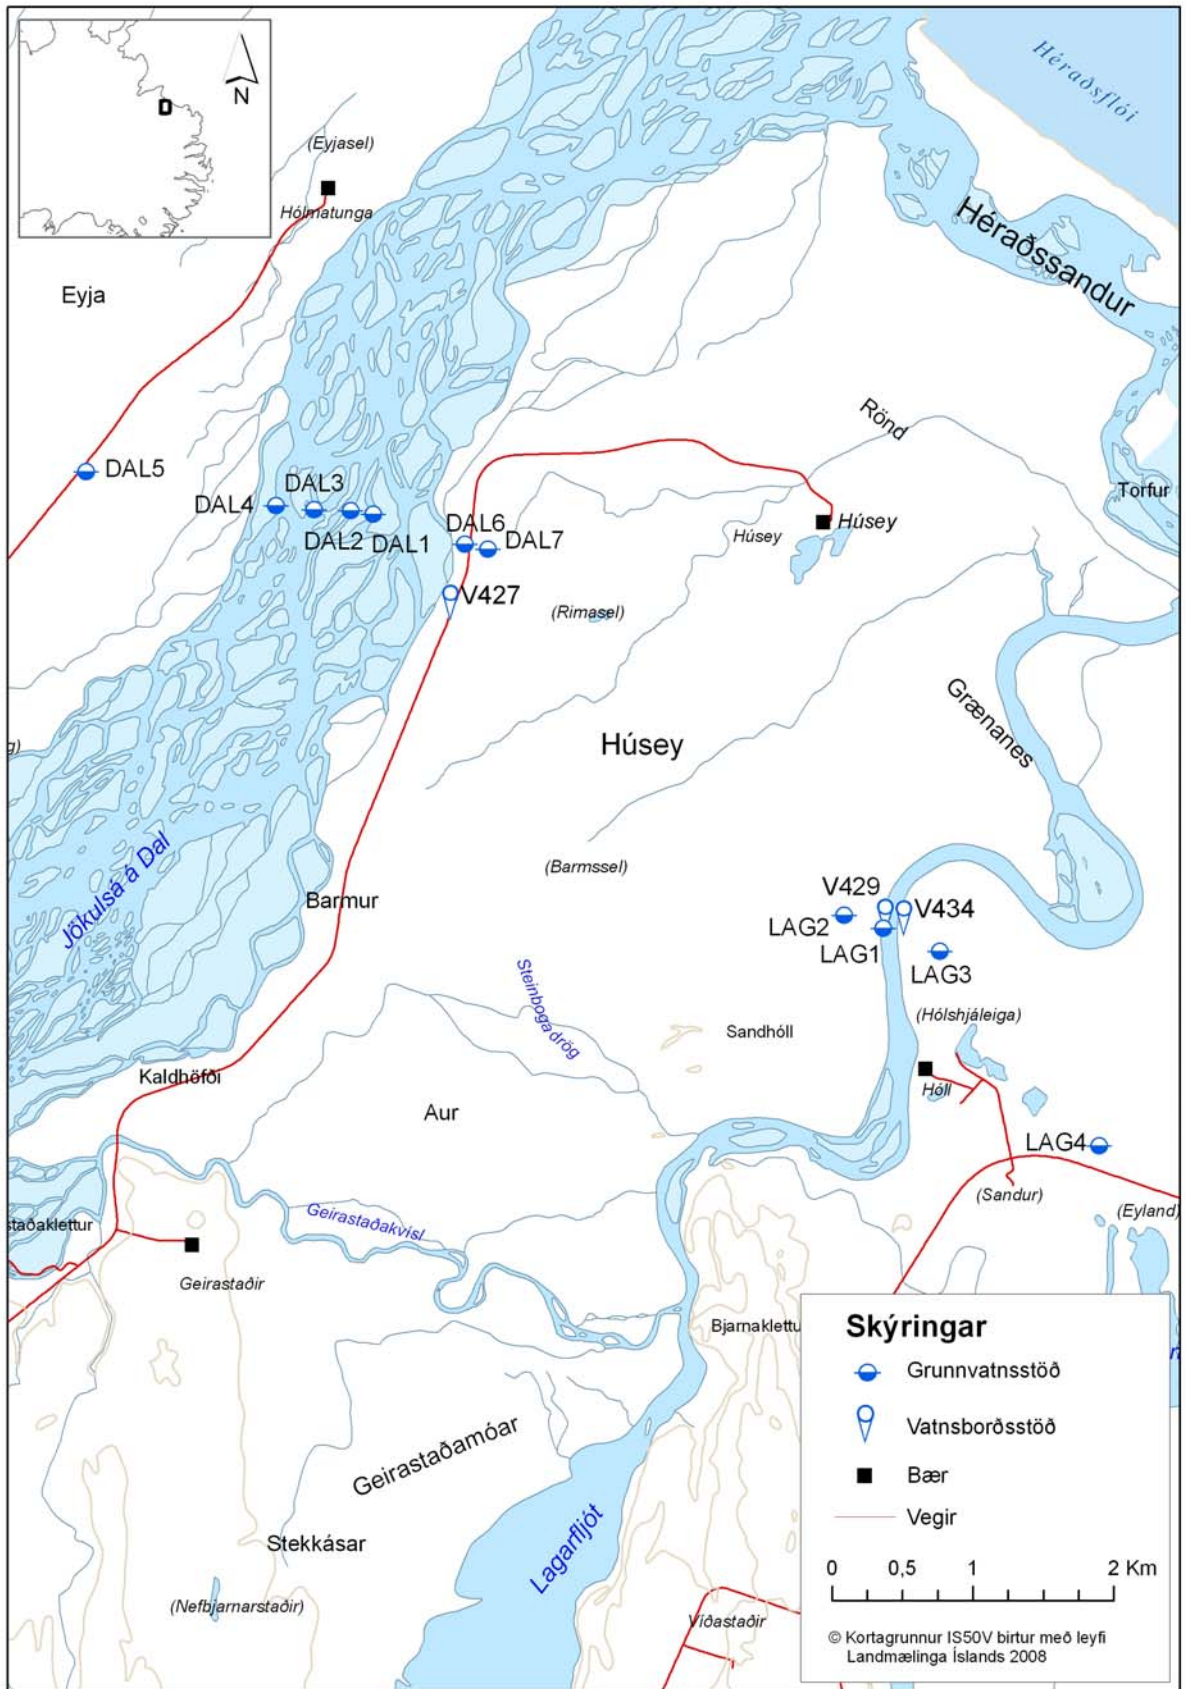 Héraðsflói
N
(Eyjasel)
Hólmatunga
Héraðssandur
Eyja
Rönd
DAL5
DAL3
DAL4
Torfur
DAL2
DAL1
DAL6
DAL7
Húsey
Húsey
V427
(Rimasel)
Grænanes
Húsey
g)
Jökulsá á Dal
(Barmssel)
V429
V434
Barmur
LAG2
LAG1
LAG3
Steinbogadrög
(Hólshjáleiga)
Sandhóll
Kaldhöfði
Hóll
Aur
LAG4
(Sandur)
(Eyland)
staðaklettur
Geirastaðakvísl
Geirastaðir
Bjarnaklettu
Geirastaðamóar
Stekkásar
Lagarfljót
(Nefbjarnarstaðir)
Víðastaðir
Skýringar
Grunnvatnsstöð
Vatnsborðsstöð
Bær
Vegir
0 0,5 1 2 Km
© Kortagrunnur IS50V birtur með leyfi
Landmælinga Íslands 2008